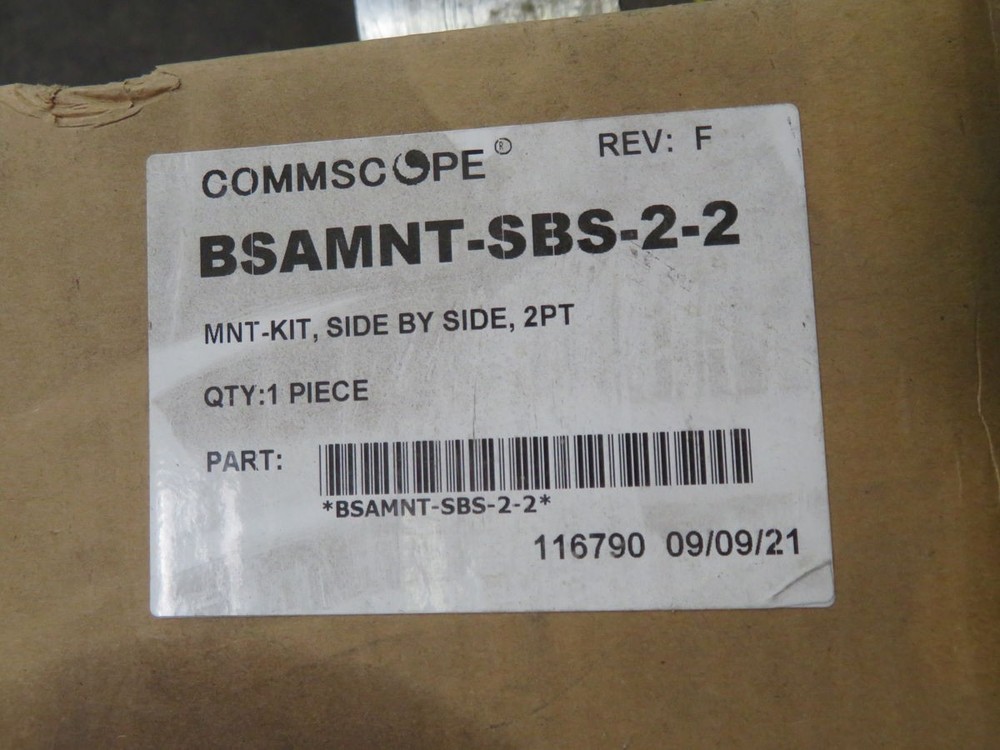 COMMSCOPE®
REV: F
BSAMNT-SBS-2-2
MNT-KIT, SIDE BY SIDE, 2PT
QTY:1 PIECE
PART:
*BSAMNT-SBS-2-2*
116790 09/09/21